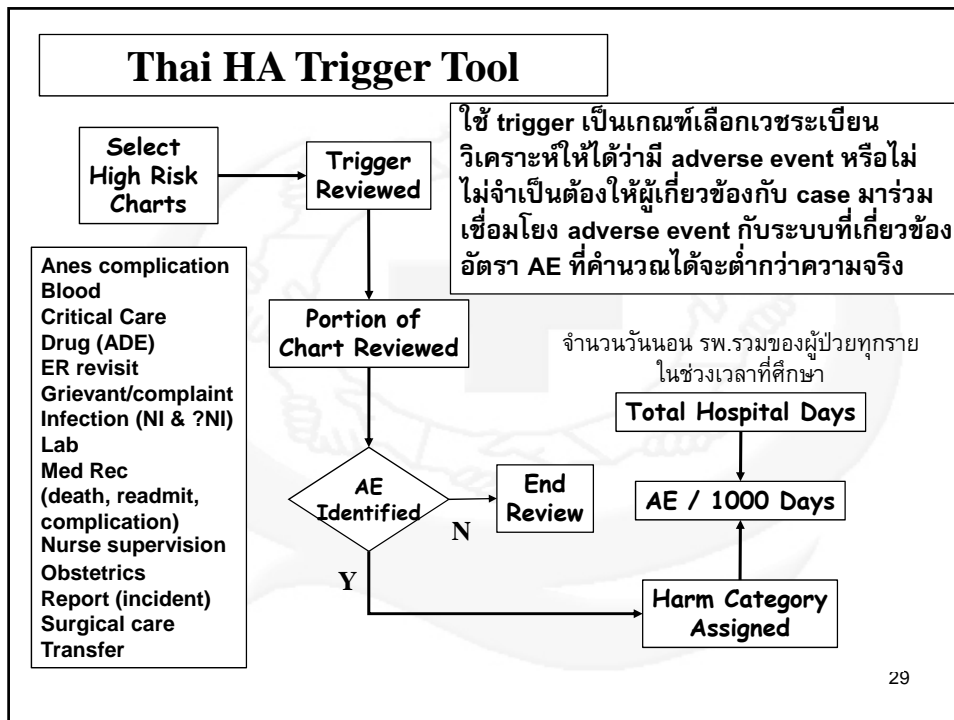 Thai HA Trigger Tool
ใช้ trigger เป็นเกณฑ์เลือกเวชระเบียน
วิเคราะห์ให้ได้ว่ามี adverse event หรือไม่
ไม่จำเป็นต้องให้ผู้เกี่ยวข้องกับ case มาร่วม
เชื่อมโยง adverse event กับระบบที่เกี่ยวข้อง
อัตรา AE ที่คำนวณได้จะต่ำกว่าความจริง
Select
High Risk
Charts
Trigger
Reviewed
Anes complication
Blood
Critical Care
Drug (ADE)
ER revisit
Grievant/complaint
Infection (NI & ?NI)
Lab
Med Rec
(death, readmit,
complication)
Nurse supervision
Obstetrics
Report (incident)
Surgical care
Transfer
Portion of
Chart Reviewed
AE
Identified
N
Y
End
Review
จำนวนวันนอน รพ.รวมของผู้ป่วยทุกราย
ในช่วงเวลาที่ศึกษา
Total Hospital Days
AE / 1000 Days
Harm Category
Assigned
29